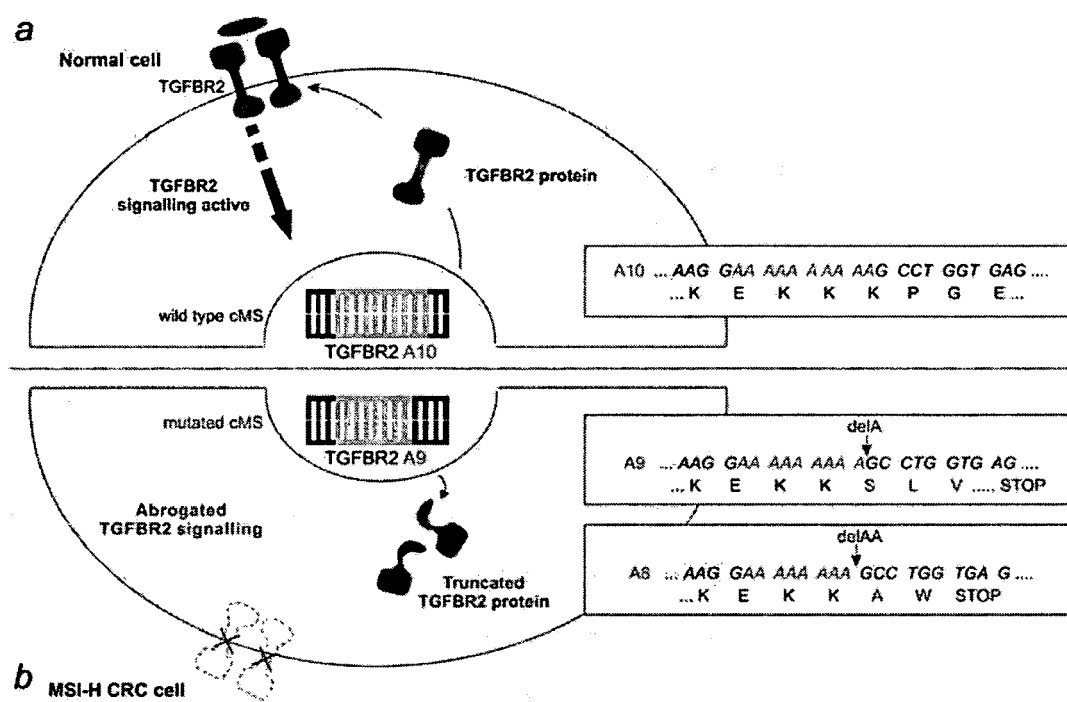 a
Normal cell
TGFBR2
TGFBR2
signalling active
TGFBR2 protein
wild type cMS
TGFBR2 A10
A10 ... AAG GAA AAA AAA AAG CCT GGT GAG ....
... K E K K K P G E...
mutated cMS
TGFBR2 A9
delA
A9 ... AAG GAA AAA AAA AGC CTG GTG AG ....
... K E K K S L V ..... STOP
Abrogated
TGFBR2 signalling
Truncated
TGFBR2 protein
delAA
A8 ... AAG GAA AAA AAA GCC TGG TGA G ....
... K E K K A W STOP
b MSI-H CRC cell